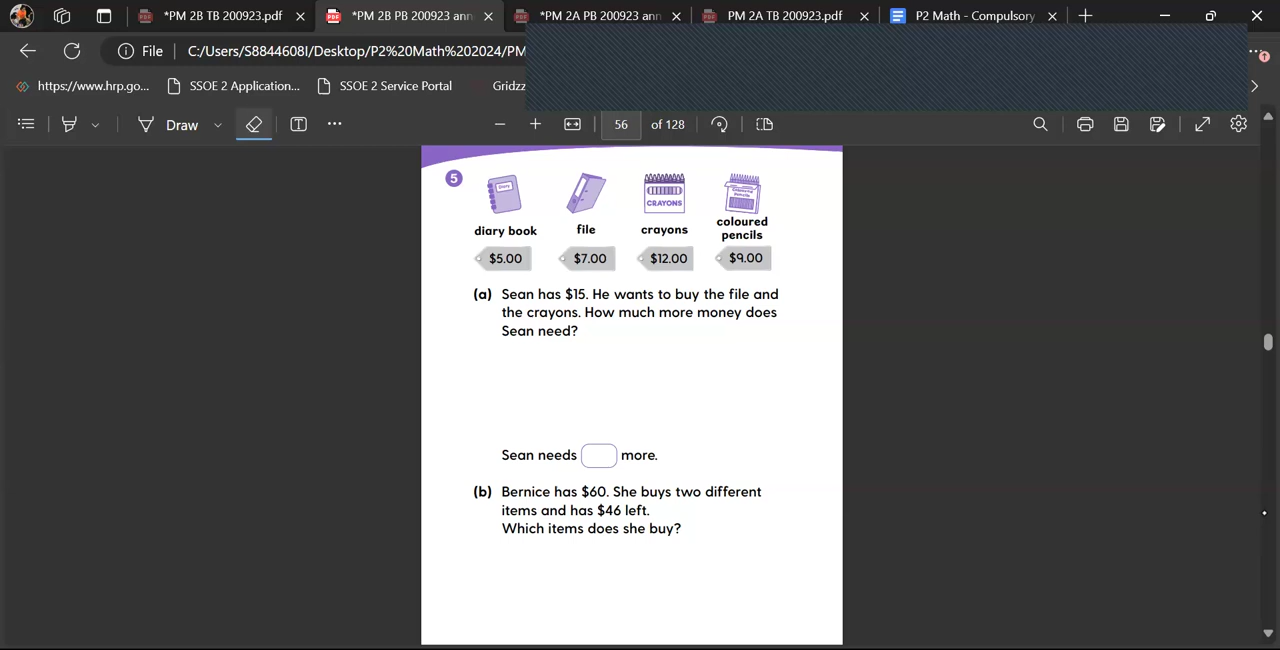 *PM 2B TB 200923.pdf
*PM 2B PB 200923 ann
*PM 2A PB 200923 ann
PM 2A TB 200923.pdf
P2 Math - Compulsory
File
C:/Users/S8844608I/Desktop/P2%20Math%202024/PM
https://www.hrp.go...
SSOE 2 Application...
SSOE 2 Service Portal
Gridzz
Draw
56
of 128
5
Diary
CRAYONS
Coloured
Pencils
diary book
file
crayons
coloured
pencils
$5.00
$7.00
$12.00
$9.00
(a) Sean has $15. He wants to buy the file and
the crayons. How much more money does
Sean need?
Sean needs more.
(b) Bernice has $60. She buys two different
items and has $46 left.
Which items does she buy?